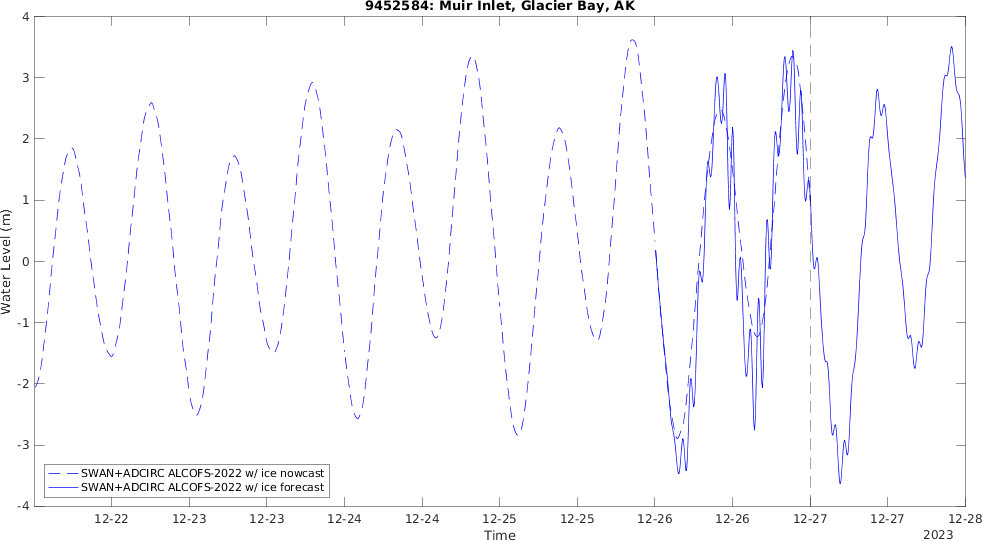 9452584: Muir Inlet, Glacier Bay, AK
Water Level (m)
4
3
2
1
0
-1
-2
-3
-4
SWAN+ADCIRC ALCOFS-2022 w/ ice nowcast
SWAN+ADCIRC ALCOFS-2022 w/ ice forecast
12-22 12-23 12-23 12-24 12-24 12-25 12-25 12-26 12-26 12-27 12-27 12-28
Time
2023